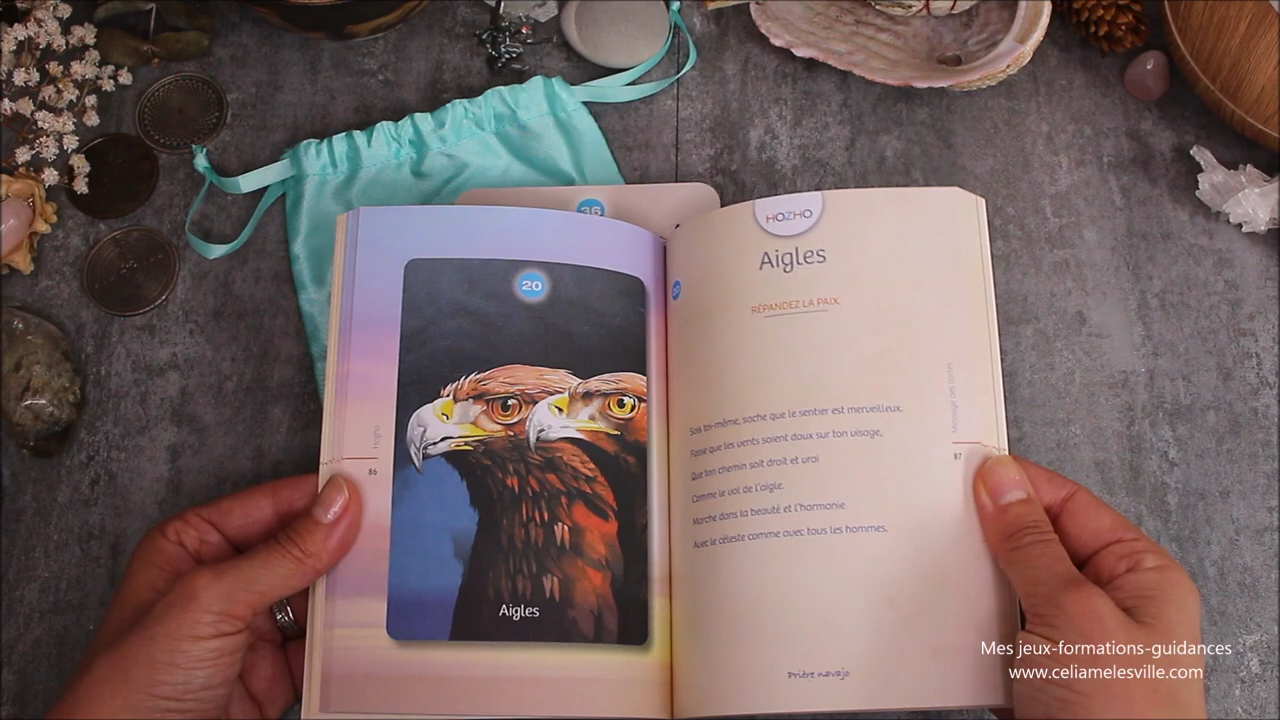 36
20
Aigles
Hozho
86
HOZHO
Aigles
20
RÉPANDEZ LA PAIX,
Sois toi-même, sache que le sentier est merveilleux.
Fasse que les vents soient doux sur ton visage,
Que ton chemin soit droit et vrai
Comme le vol de l'aigle.
Marche dans la beauté et l'harmonie
Avec le céleste comme avec tous les hommes.
Message des cartes
87
Prière navajo
Mes jeux-formations-guidances
www.celiamelesville.com